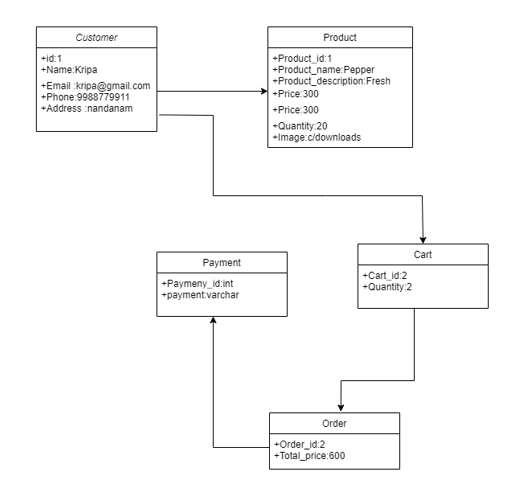 Customer
+id:1
+Name:Kripa
+Email :kripa@gmail.com
+Phone:9988779911
+Address :nandanam
Product
+Product_id:1
+Product_name:Pepper
+Product_description:Fresh
+Price:300
+Price:300
+Quantity:20
+Image:c/downloads
Cart
+Cart_id:2
+Quantity:2
Payment
+Paymeny_id:int
+payment:varchar
Order
+Order_id:2
+Total_price:600